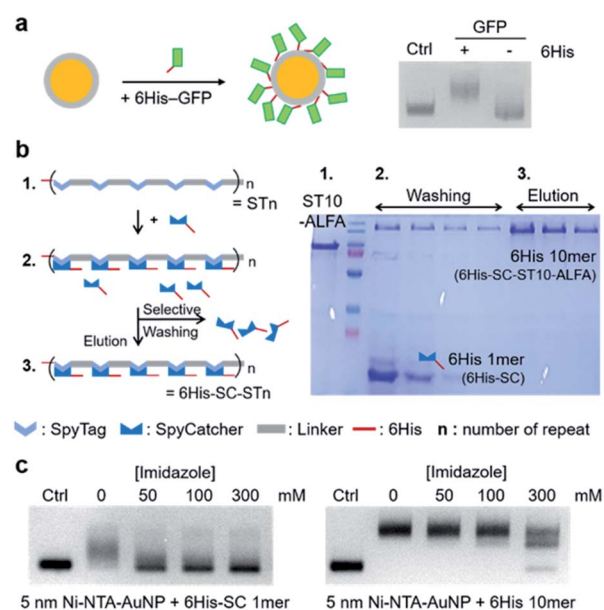 a
GFP
Ctrl + - 6His
+ 6His–GFP
b
1. n
= STn
+
2. n
Selective
Elution Washing
3. n
= 6His-SC-STn
1. 2. 3.
ST10 Washing Elution
-ALFA
6His 10mer
(6His-SC-ST10-ALFA)
6His 1mer
(6His-SC)
: SpyTag : SpyCatcher : Linker : 6His n : number of repeat
c
[Imidazole] [Imidazole]
Ctrl 0 50 100 300 mM Ctrl 0 50 100 300 mM
5 nm Ni-NTA-AuNP + 6His-SC 1mer 5 nm Ni-NTA-AuNP + 6His 10mer